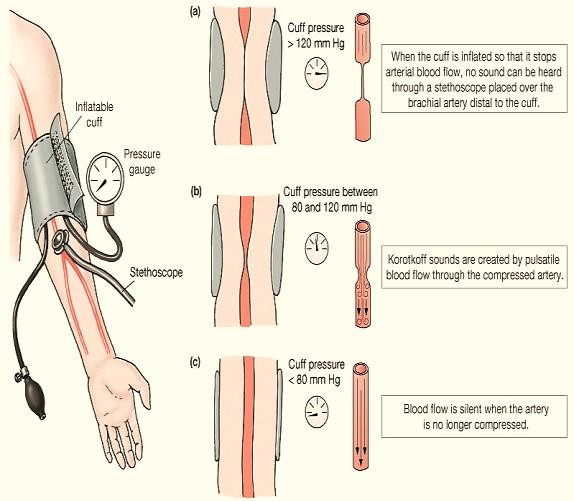 Inflatable
cuff
Pressure
gauge
Stethoscope
(a)
Cuff pressure
> 120 mm Hg
When the cuff is inflated so that it stops
arterial blood flow, no sound can be heard
through a stethoscope placed over the
brachial artery distal to the cuff.
(b)
Cuff pressure between
80 and 120 mm Hg
Korotkoff sounds are created by pulsatile
blood flow through the compressed artery.
(c)
Cuff pressure
< 80 mm Hg
Blood flow is silent when the artery
is no longer compressed.